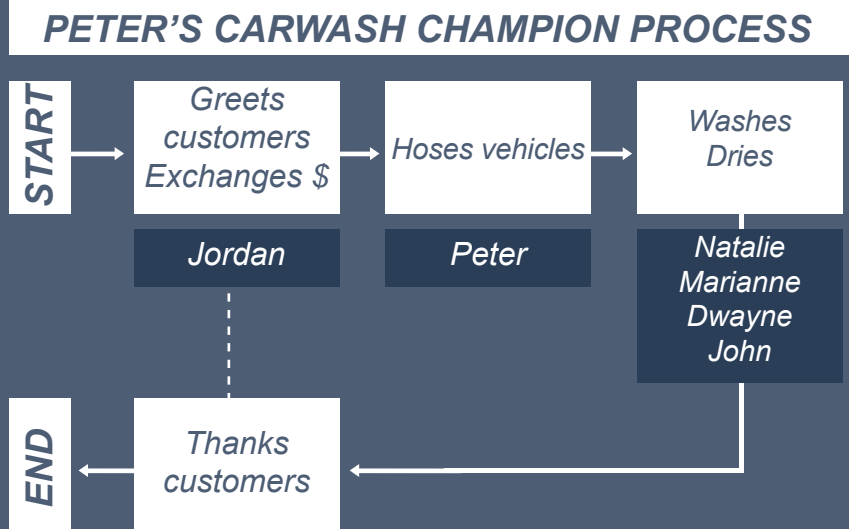 PETER’S CARWASH CHAMPION PROCESS
START
Greets
customers
Exchanges $
Hoses vehicles
Washes
Dries
Jordan
Peter
Natalie
Marianne
Dwayne
John
Thanks
customers
END